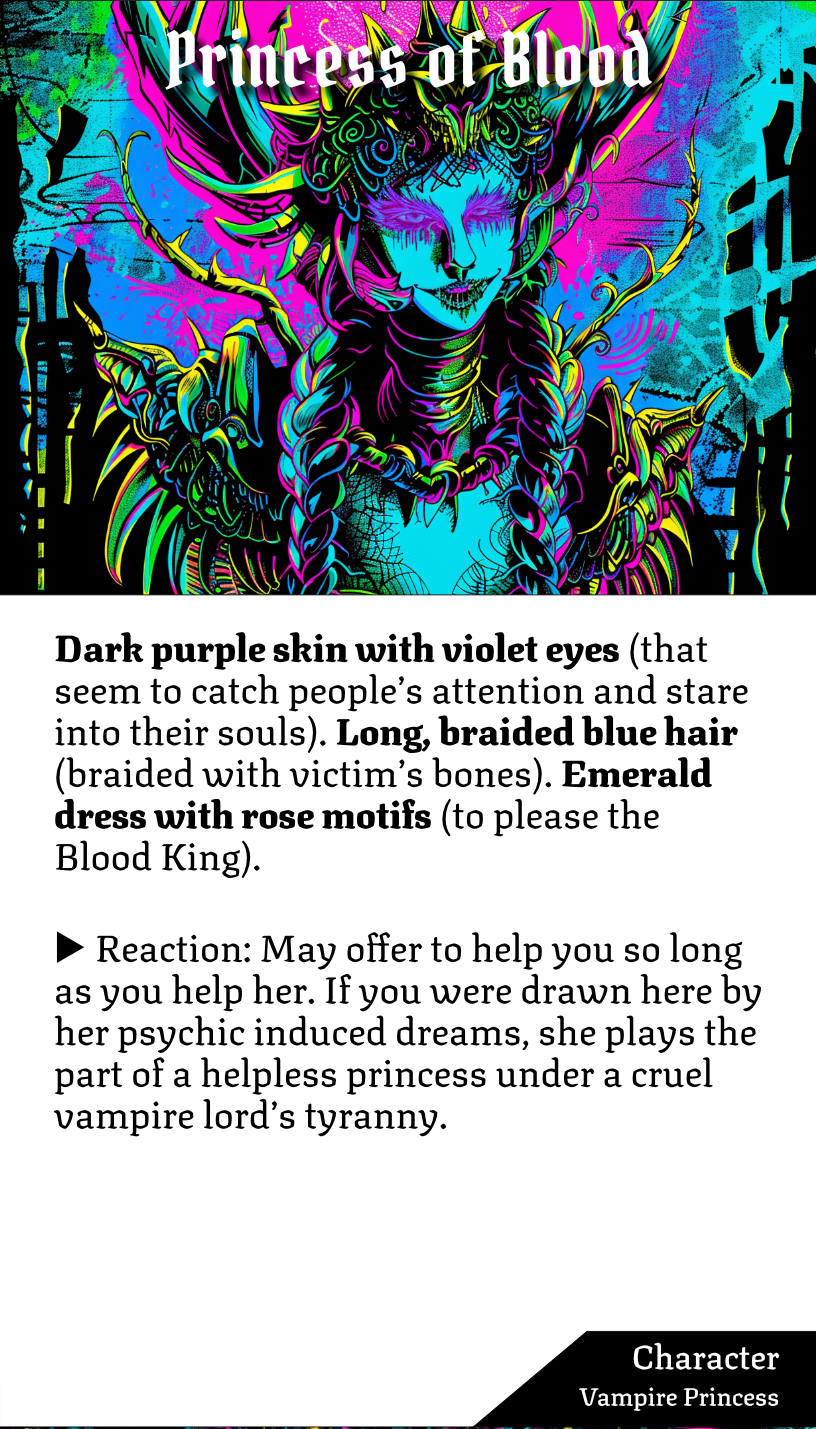 Princess of Blood
Dark purple skin with violet eyes (that
seem to catch people’s attention and stare
into their souls). Long, braided blue hair
(braided with victim’s bones). Emerald
dress with rose motifs (to please the
Blood King).
▶ Reaction: May offer to help you so long
as you help her. If you were drawn here by
her psychic induced dreams, she plays the
part of a helpless princess under a cruel
vampire lord’s tyranny.
Character
Vampire Princess